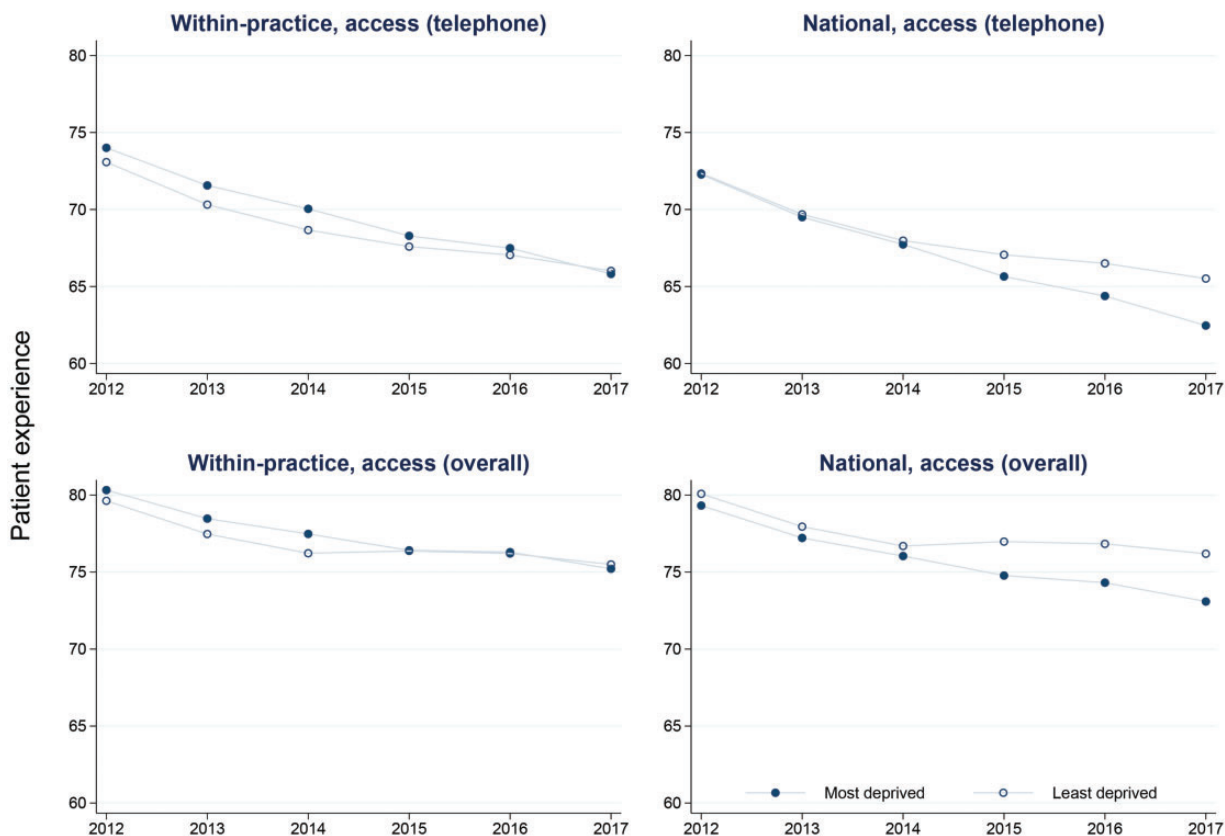 Within-practice, access (telephone)
80
75
70
65
60
2012 2013 2014 2015 2016 2017
National, access (telephone)
80
75
70
65
60
2012 2013 2014 2015 2016 2017
Patient experience
Within-practice, access (overall)
80
75
70
65
60
2012 2013 2014 2015 2016 2017
National, access (overall)
80
75
70
65
60
Most deprived Least deprived
2012 2013 2014 2015 2016 2017